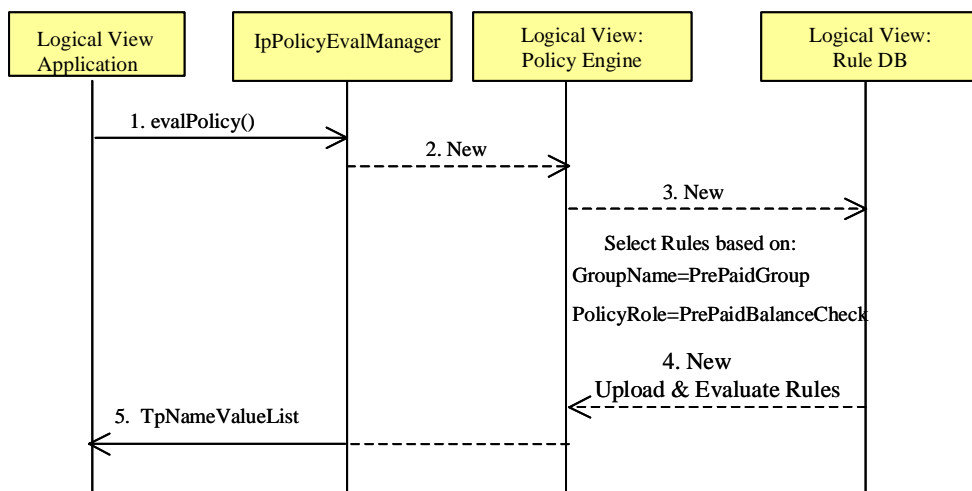 Logical View
Application
IpPolicyEvalManager
Logical View:
Policy Engine
Logical View:
Rule DB
1. evalPolicy()
2. New
3. New
Select Rules based on:
GroupName=PrePaidGroup
PolicyRole=PrePaidBalanceCheck
4. New
Upload & Evaluate Rules
5. TpNameValueList